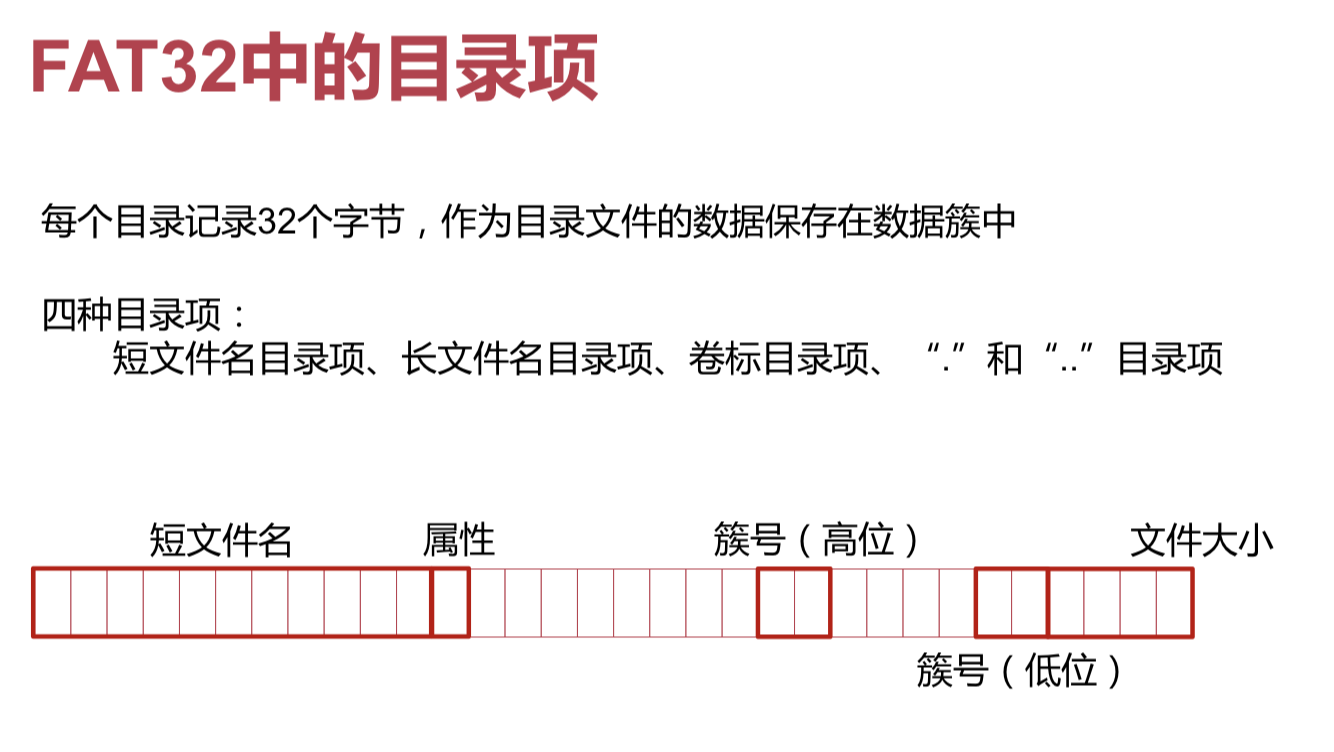 FAT32中的目录项
每个目录记录32个字节，作为目录文件的数据保存在数据簇中
四种目录项：
短文件名目录项、长文件名目录项、卷标目录项、“.”和“..”目录项
短文件名 属性 簇号（高位） 文件大小
簇号（低位）